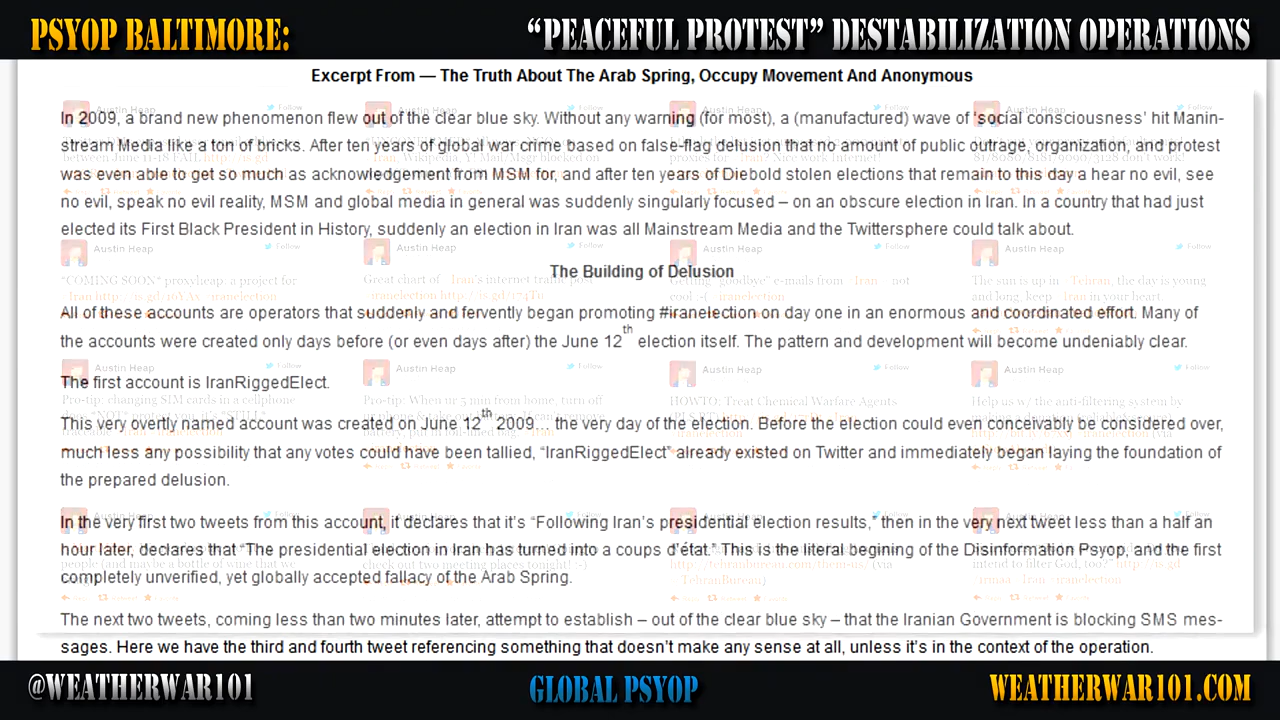 PSYOP BALTIMORE:
“PEACEFUL PROTEST” DESTABILIZATION OPERATIONS
Excerpt From — The Truth About The Arab Spring, Occupy Movement And Anonymous
In 2009, a brand new phenomenon flew out of the clear blue sky. Without any warning (for most), a (manufactured) wave of ‘social consciousness’ hit Manin-
stream Media like a ton of bricks. After ten years of global war crime based on false-flag delusion that no amount of public outrage, organization, and protest
was even able to get so much as acknowledgement from MSM for, and after ten years of Diebold stolen elections that remain to this day a hear no evil, see
no evil, speak no evil reality, MSM and global media in general was suddenly singularly focused – on an obscure election in Iran. In a country that had just
elected its First Black President in History, suddenly an election in Iran was all Mainstream Media and the Twittersphere could talk about.
The Building of Delusion
All of these accounts are operators that suddenly and fervently began promoting #iranelection on day one in an enormous and coordinated effort. Many of
the accounts were created only days before (or even days after) the June 12th election itself. The pattern and development will become undeniably clear.
The first account is IranRiggedElect.
This very overtly named account was created on June 12th 2009… the very day of the election. Before the election could even conceivably be considered over,
much less any possibility that any votes could have been tallied, “IranRiggedElect” already existed on Twitter and immediately began laying the foundation of
the prepared delusion.
In the very first two tweets from this account, it declares that it’s “Following Iran’s presidential election results,” then in the very next tweet less than a half an
hour later, declares that “The presidential election in Iran has turned into a coups d’état.” This is the literal begining of the Disinformation Psyop, and the first
completely unverified, yet globally accepted fallacy of the Arab Spring.
The next two tweets, coming less than two minutes later, attempt to establish – out of the clear blue sky – that the Iranian Government is blocking SMS mes-
sages. Here we have the third and fourth tweet referencing something that doesn’t make any sense at all, unless it’s in the context of the operation.
@WEATHERWAR101
GLOBAL PSYOP
WEATHERWAR101.COM